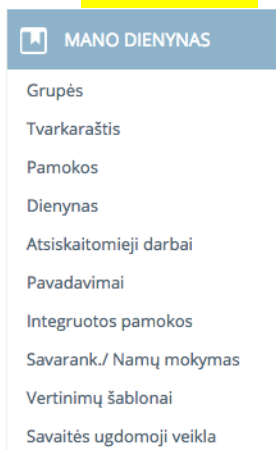 MANO DIENYNAS
Grupės
Tvarkaraštis
Pamokos
Dienynas
Atsiskaitomieji darbai
Pavadavimai
Integruotos pamokos
Savarank./ Namų mokymas
Vertinimų šablonai
Savaitės ugdomoji veikla